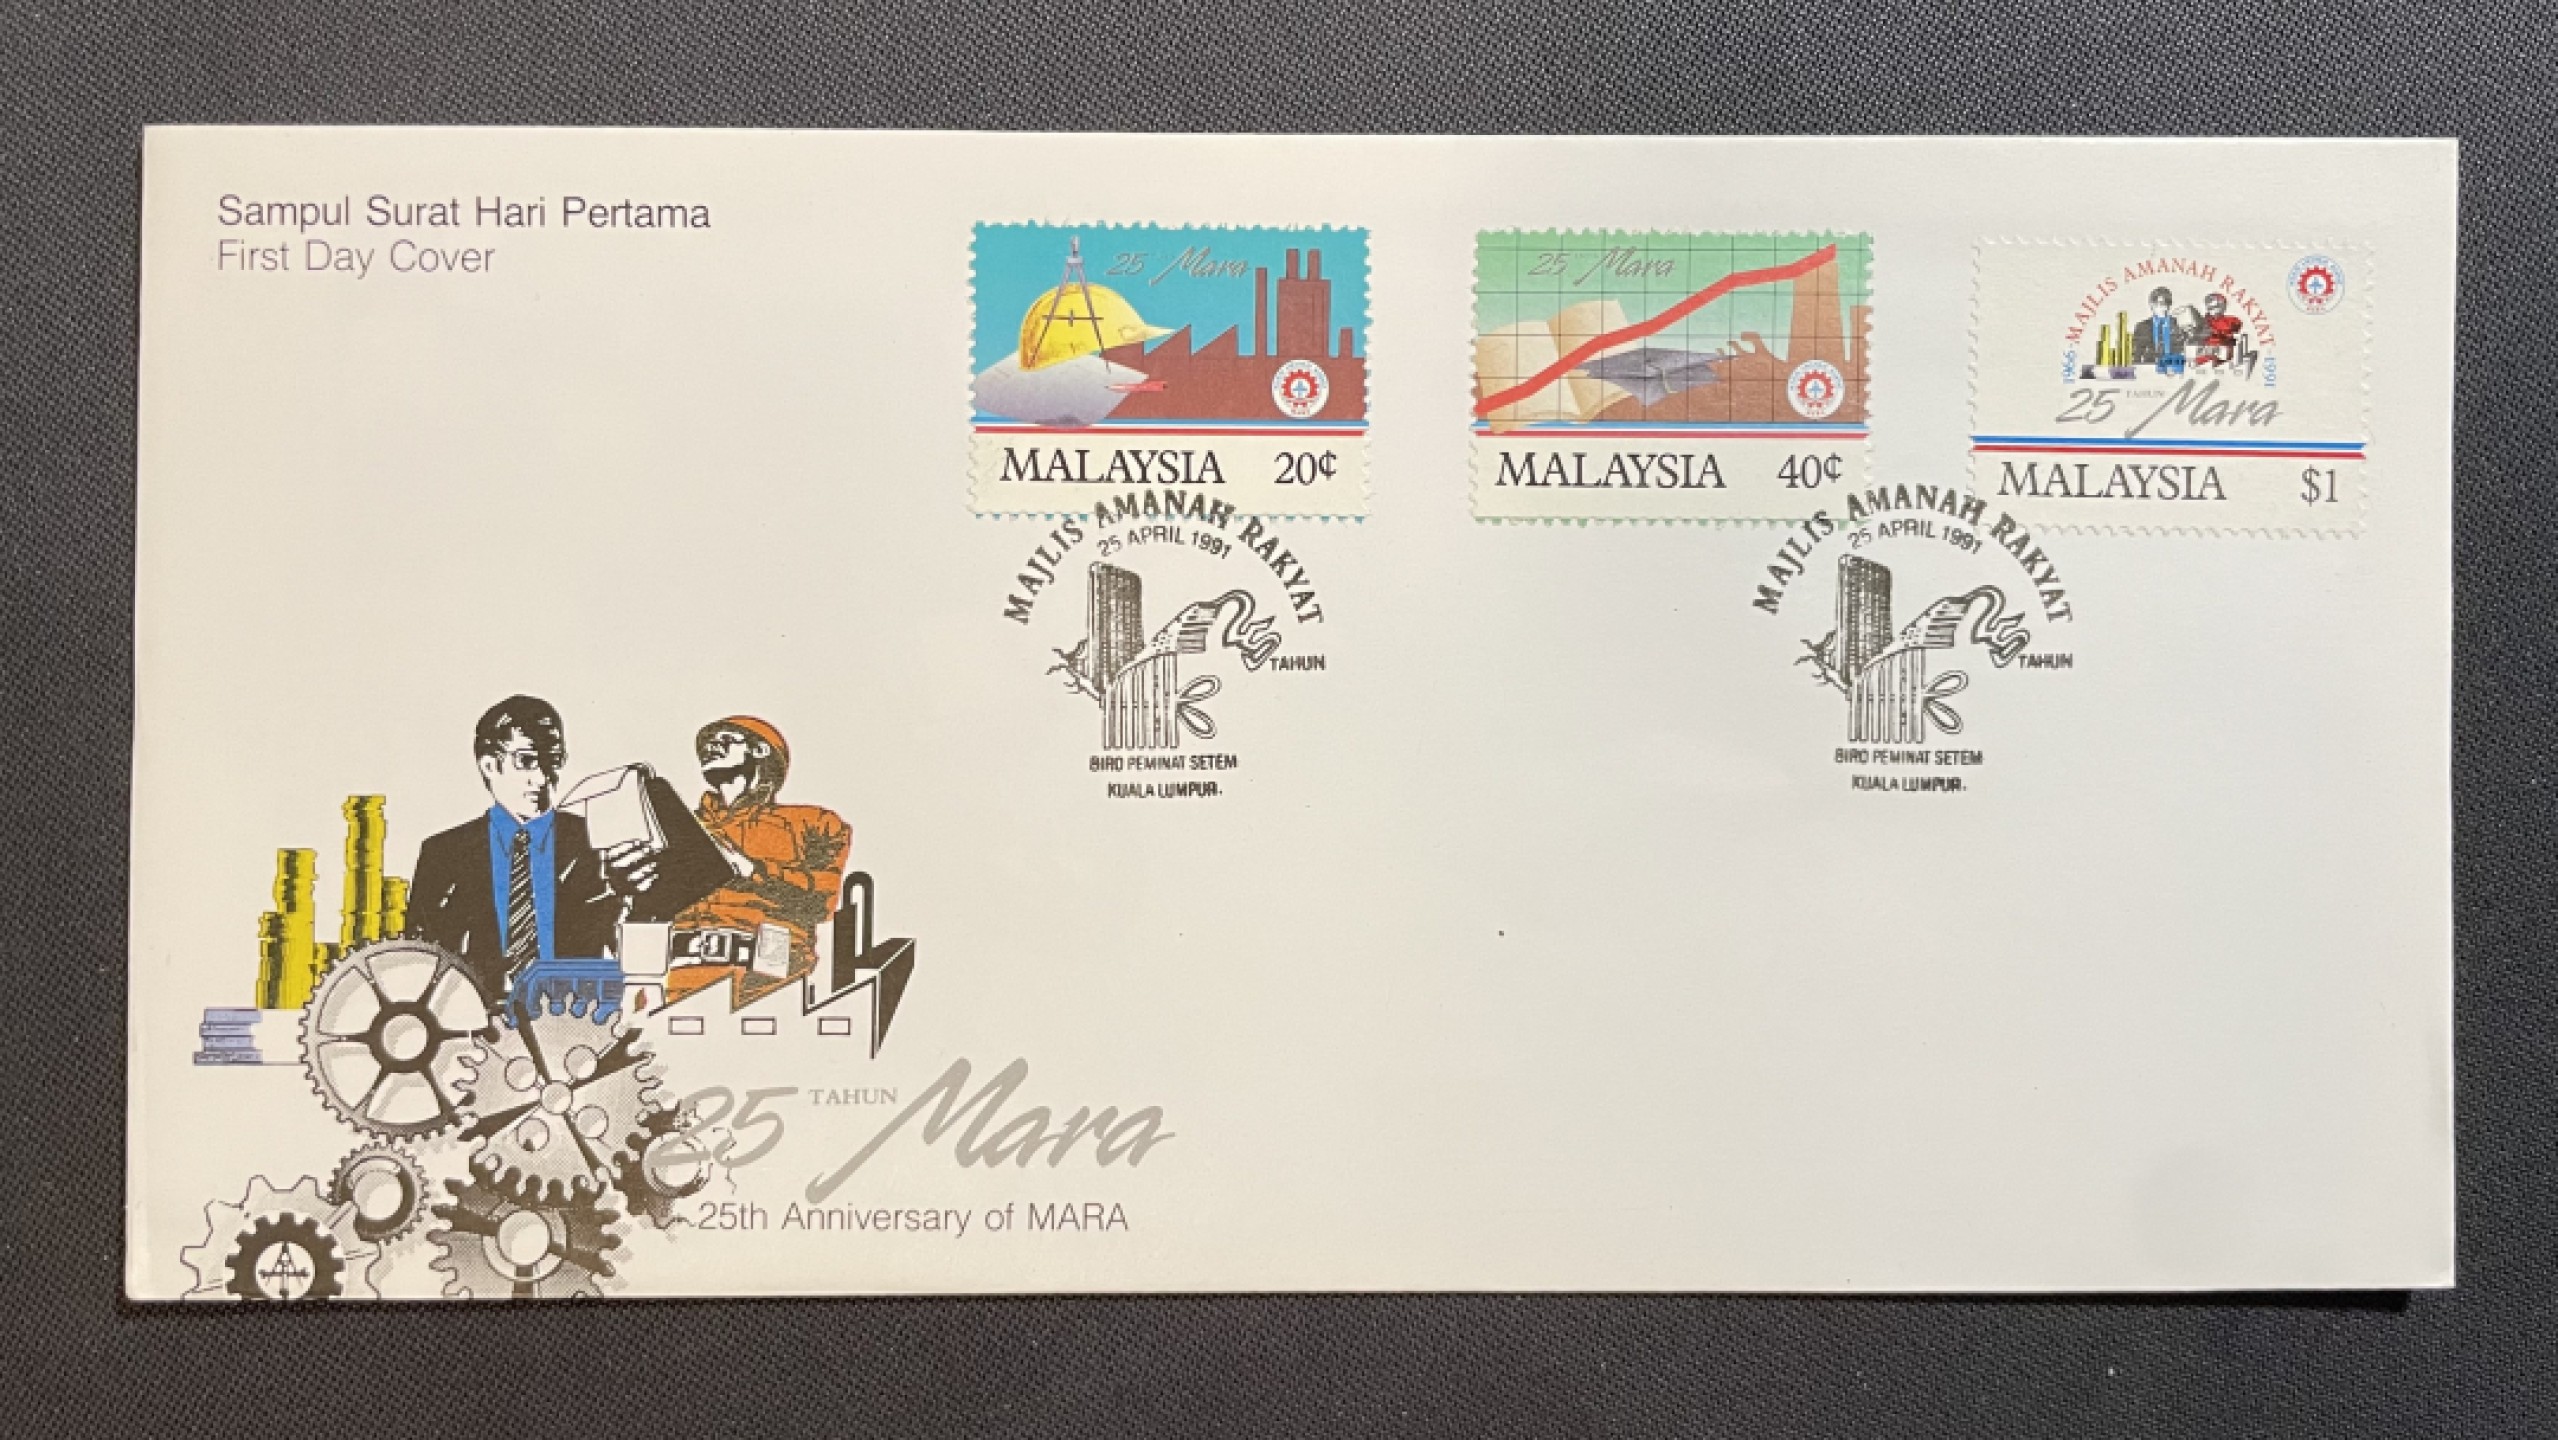 Sampul Surat Hari Pertama
First Day Cover
25 Mara
MALAYSIA 20¢
25 Mara
MALAYSIA 40¢
1966 · MAJLIS AMANAH RAKYAT · 1991
25 TAHUN Mara
MALAYSIA $1
MAJLIS AMANAH RAKYAT
25 APRIL 1991
25 TAHUN
BIRO PEMINAT SETEM
KUALA LUMPUR.
MAJLIS AMANAH RAKYAT
25 APRIL 1991
25 TAHUN
BIRO PEMINAT SETEM
KUALA LUMPUR.
25 TAHUN Mara
25th Anniversary of MARA